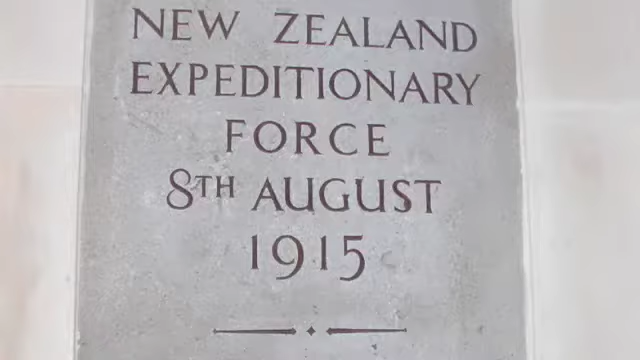 NEW ZEALAND
EXPEDITIONARY
FORCE
8TH AUGUST
1915